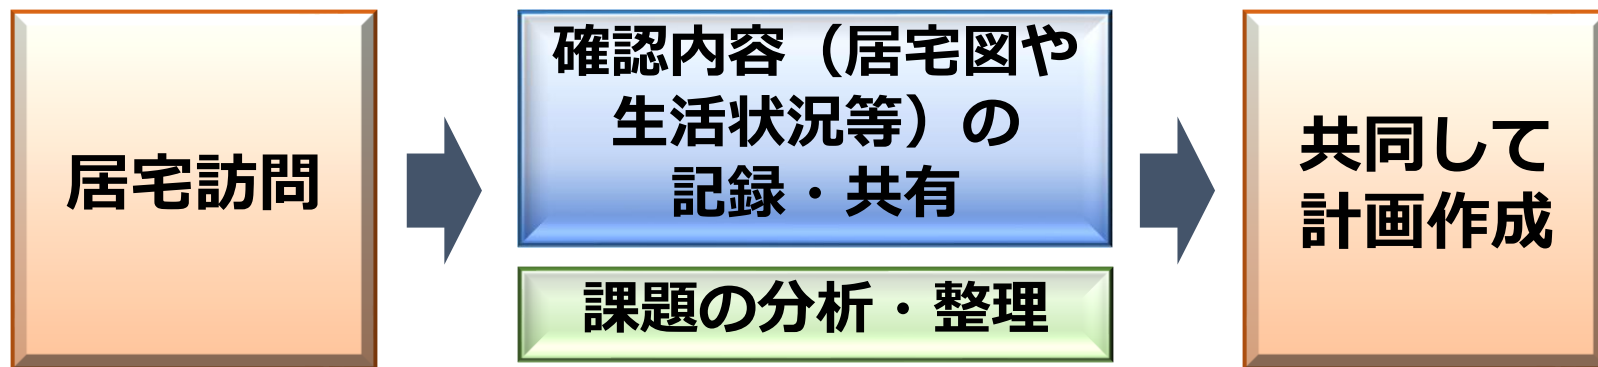 居宅訪問
確認内容（居宅図や
生活状況等）の
記録・共有
課題の分析・整理
共同して
計画作成